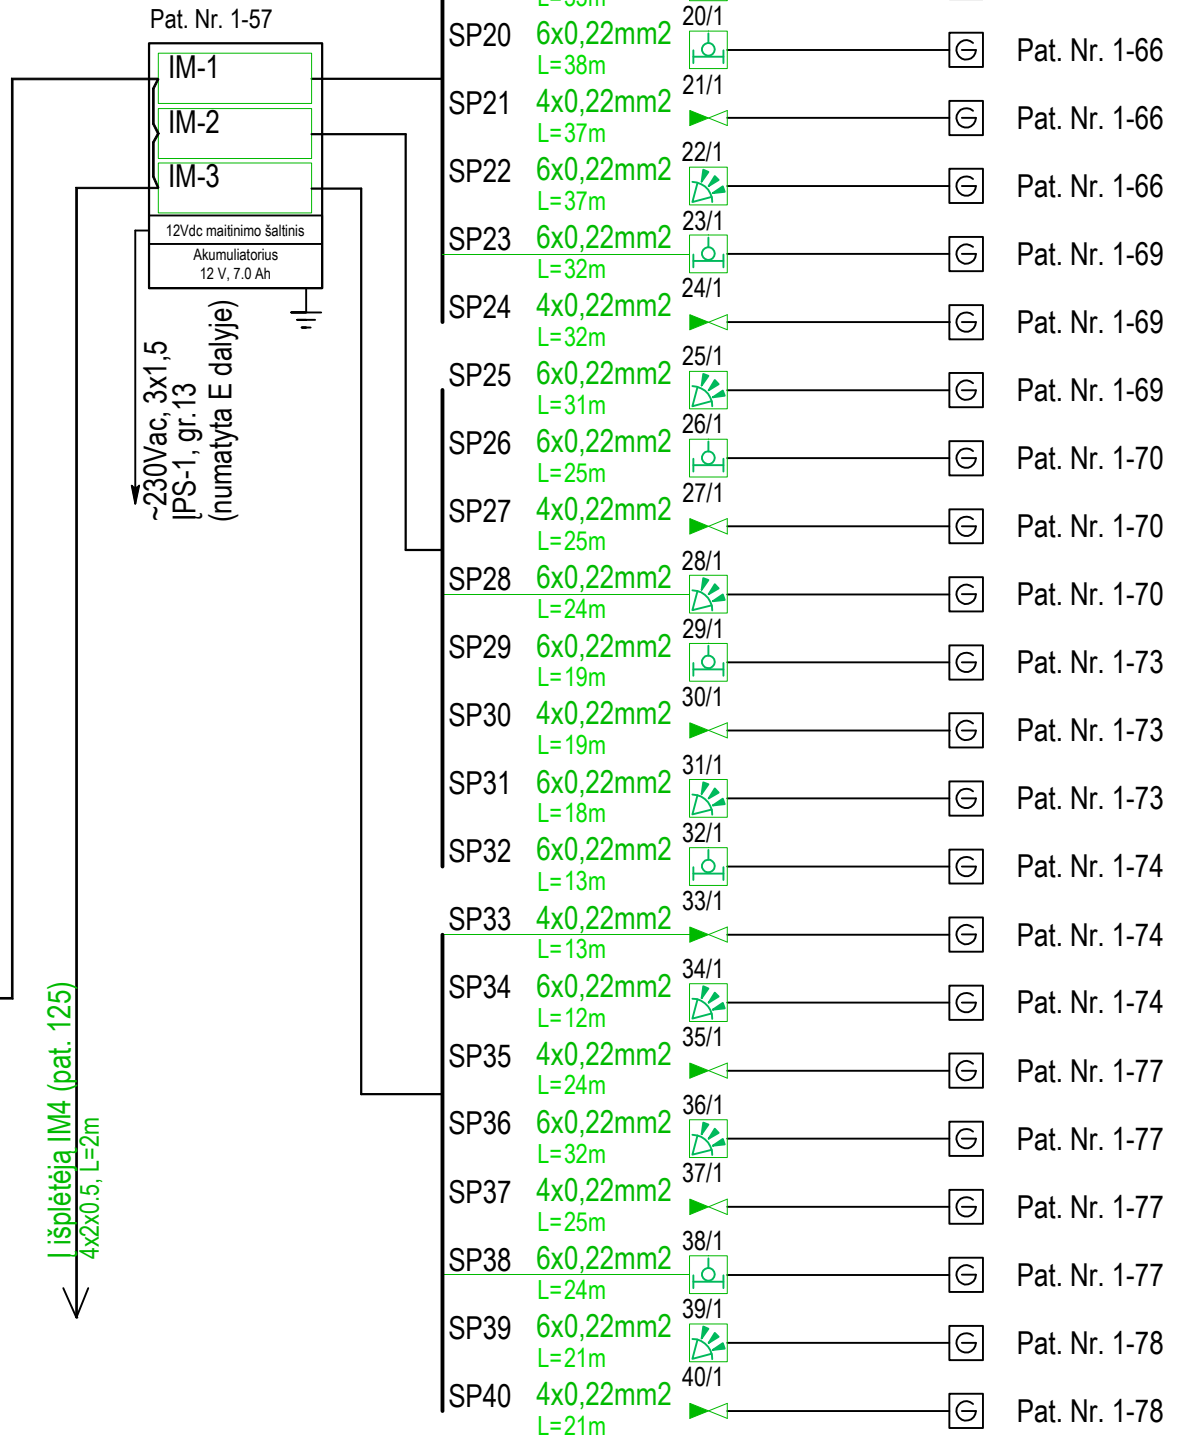 Pat. Nr. 1-57
IM-1
IM-2
IM-3
12Vdc maitinimo šaltinis
Akumuliatorius
12 V, 7.0 Ah
~230Vac, 3x1,5
ĮPS-1, gr.13
(numatyta E dalyje)
Į išplėtėją IM4 (pat. 125)
4x2x0.5, L=2m
20/1
SP20 6x0,22mm2 G Pat. Nr. 1-66
L=38m
21/1
SP21 4x0,22mm2 G Pat. Nr. 1-66
L=37m
22/1
SP22 6x0,22mm2 G Pat. Nr. 1-66
L=37m
23/1
SP23 6x0,22mm2 G Pat. Nr. 1-69
L=32m
24/1
SP24 4x0,22mm2 G Pat. Nr. 1-69
L=32m
25/1
SP25 6x0,22mm2 G Pat. Nr. 1-69
L=31m
26/1
SP26 6x0,22mm2 G Pat. Nr. 1-70
L=25m
27/1
SP27 4x0,22mm2 G Pat. Nr. 1-70
L=25m
28/1
SP28 6x0,22mm2 G Pat. Nr. 1-70
L=24m
29/1
SP29 6x0,22mm2 G Pat. Nr. 1-73
L=19m
30/1
SP30 4x0,22mm2 G Pat. Nr. 1-73
L=19m
31/1
SP31 6x0,22mm2 G Pat. Nr. 1-73
L=18m
32/1
SP32 6x0,22mm2 G Pat. Nr. 1-74
L=13m
33/1
SP33 4x0,22mm2 G Pat. Nr. 1-74
L=13m
34/1
SP34 6x0,22mm2 G Pat. Nr. 1-74
L=12m
35/1
SP35 4x0,22mm2 G Pat. Nr. 1-77
L=24m
36/1
SP36 6x0,22mm2 G Pat. Nr. 1-77
L=32m
37/1
SP37 4x0,22mm2 G Pat. Nr. 1-77
L=25m
38/1
SP38 6x0,22mm2 G Pat. Nr. 1-77
L=24m
39/1
SP39 6x0,22mm2 G Pat. Nr. 1-78
L=21m
40/1
SP40 4x0,22mm2 G Pat. Nr. 1-78
L=21m